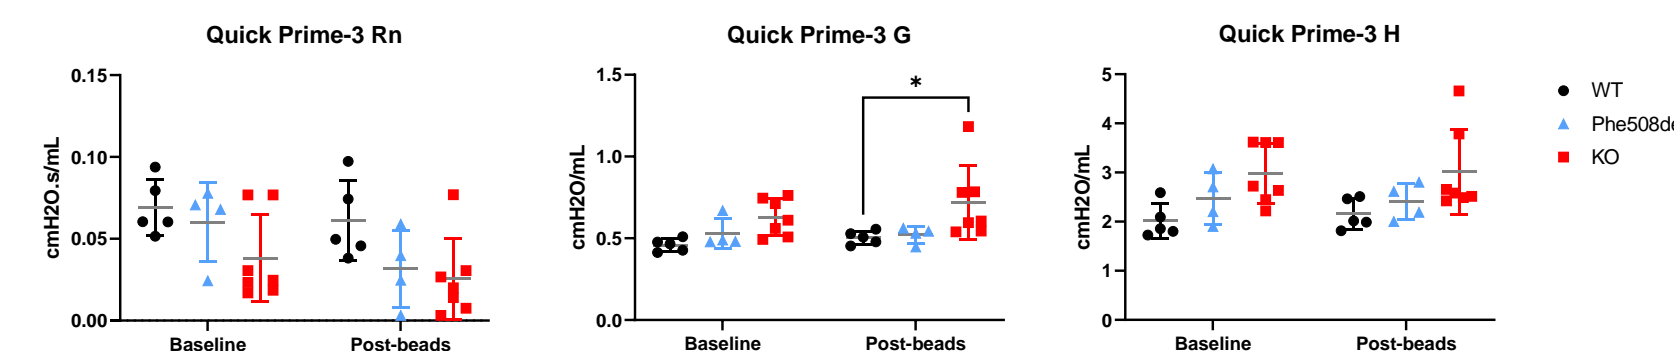 Quick Prime-3 Rn
cmH2O.s/mL
0.15
0.10
0.05
0.00
Baseline
Post-beads
Quick Prime-3 G
cmH2O/mL
1.5
1.0
0.5
0.0
*
Baseline
Post-beads
Quick Prime-3 H
cmH2O/mL
5
4
3
2
1
0
Baseline
Post-beads
WT
Phe508de
KO